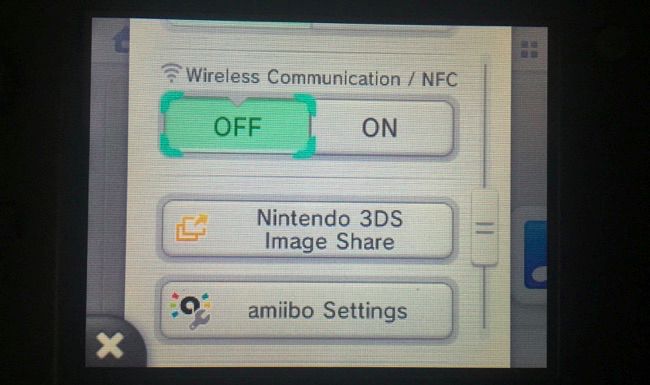 Wireless Communication / NFC
OFF
ON
Nintendo 3DS
Image Share
amiibo Settings